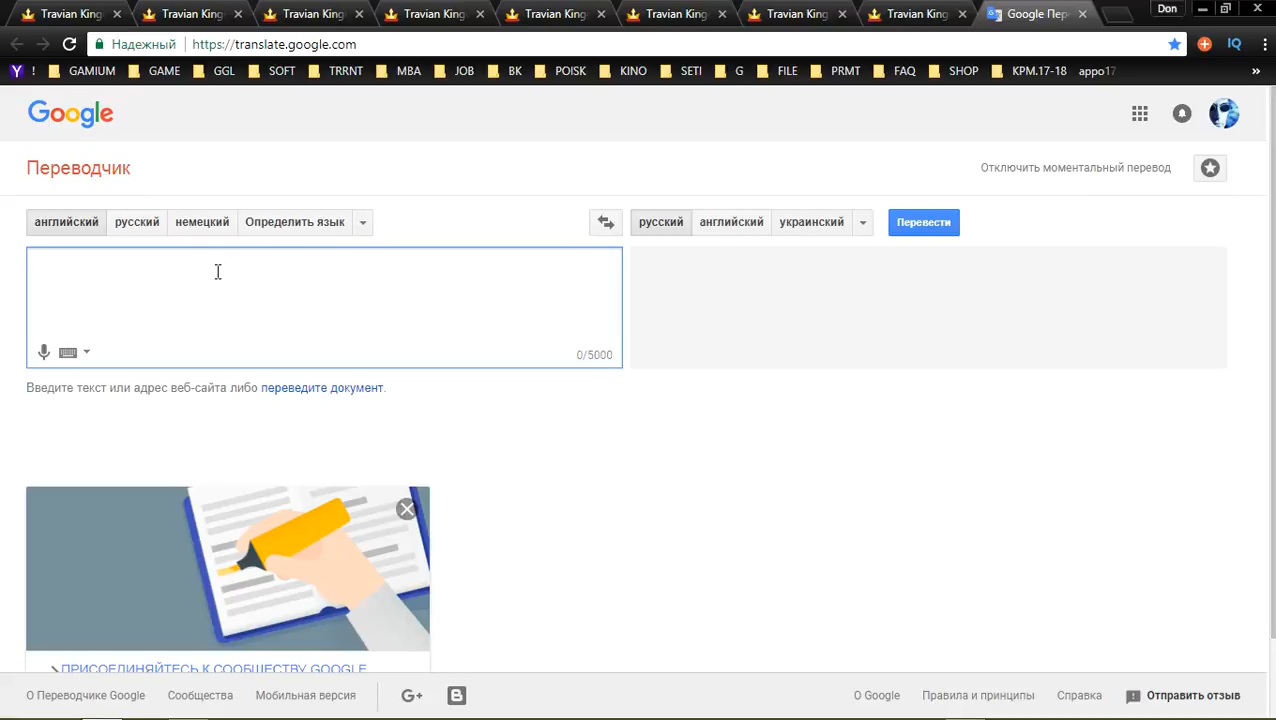 Travian King Travian King Travian King Travian King Travian King Travian King Travian King Travian King Google Пер Don
Надежный https://translate.google.com IQ
Y ! GAMIUM GAME GGL SOFT TRRNT MBA JOB BK POISK KINO SETI G FILE PRMT FAQ SHOP KPM.17-18 appo17 »
Google
Переводчик Отключить моментальный перевод
английский русский немецкий Определить язык русский английский украинский Перевести
0/5000
Введите текст или адрес веб-сайта либо переведите документ.
ПРИСОЕДИНЯЙТЕСЬ К СООБЩЕСТВУ GOOGLE
О Переводчике Google Сообщества Мобильная версия G+ B О Google Правила и принципы Справка Отправить отзыв